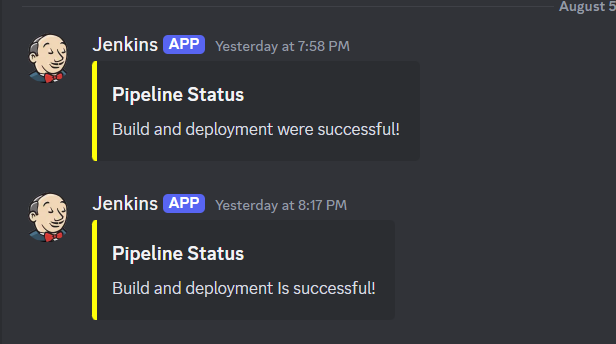 August 5
Jenkins APP Yesterday at 7:58 PM
Pipeline Status
Build and deployment were successful!
Jenkins APP Yesterday at 8:17 PM
Pipeline Status
Build and deployment Is successful!